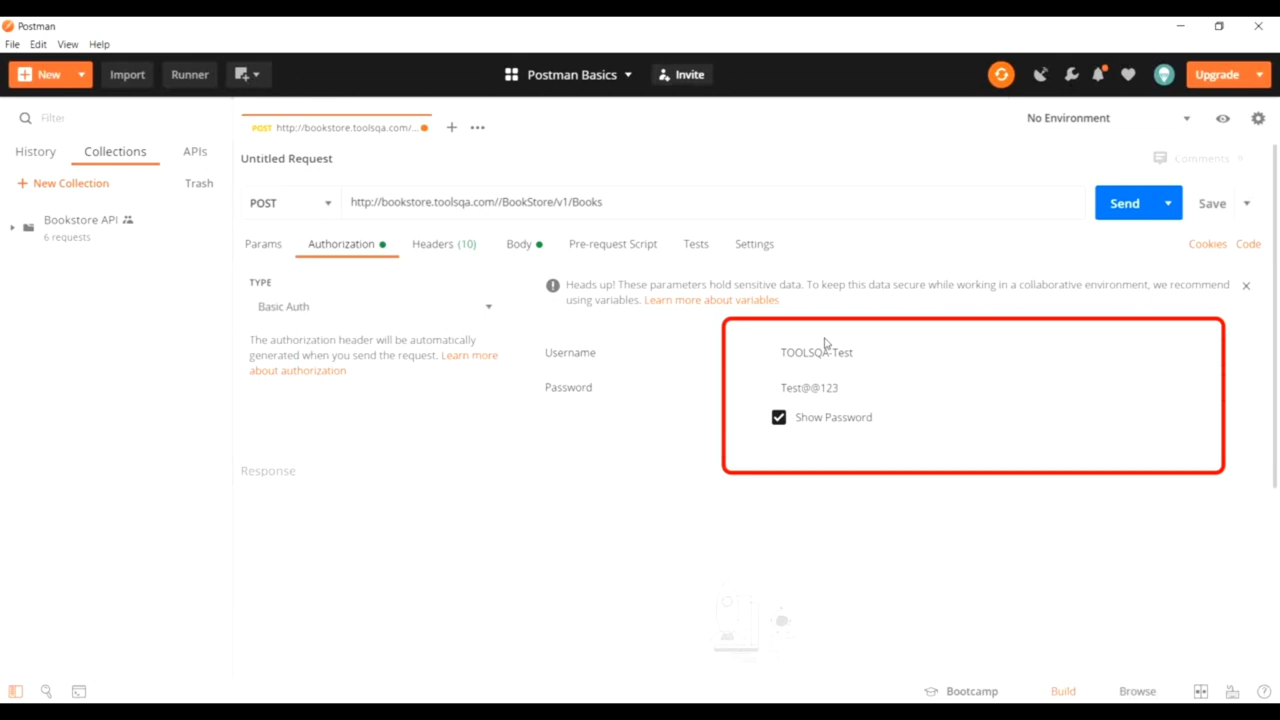 Postman
File Edit View Help
New Import Runner Postman Basics Invite Upgrade
Filter
History Collections APIs
New Collection Trash
Bookstore API
6 requests
POST http://bookstore.toolsqa.com/... + ••• No Environment
Untitled Request Comments
POST http://bookstore.toolsqa.com//BookStore/v1/Books Send Save
Params Authorization Headers (10) Body Pre-request Script Tests Settings Cookies Code
TYPE
Basic Auth
The authorization header will be automatically
generated when you send the request. Learn more
about authorization
Heads up! These parameters hold sensitive data. To keep this data secure while working in a collaborative environment, we recommend
using variables. Learn more about variables
Username TOOLSQA-Test
Password Test@@123
Show Password
Response
Bootcamp Build Browse